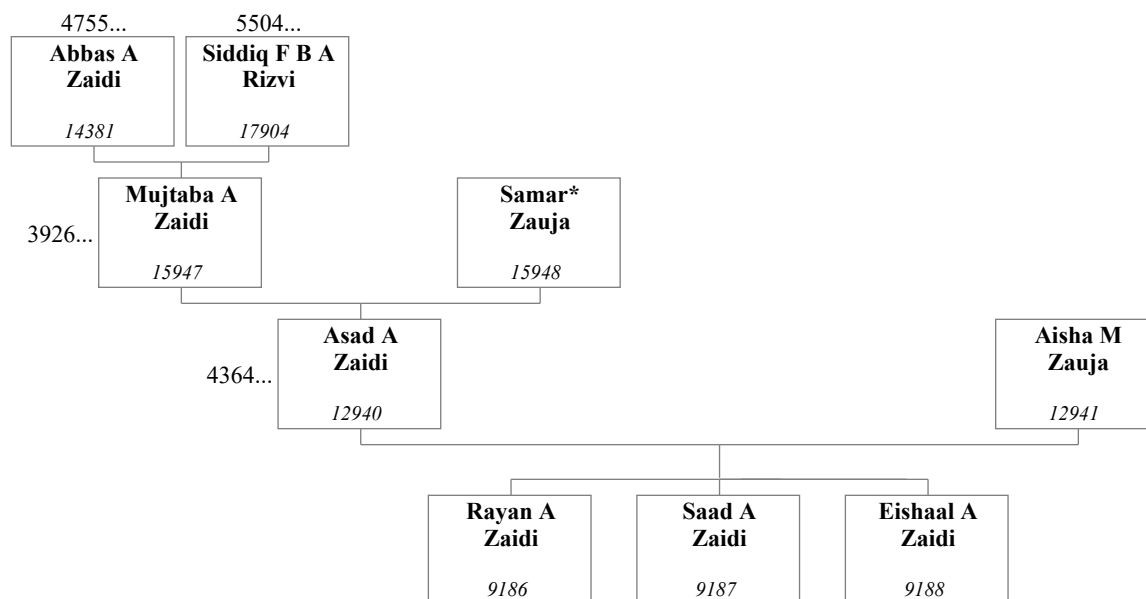 4755...
5504...
Abbas A
Zaidi
14381
Siddiq F B A
Rizvi
17904
3926...
Mujtaba A
Zaidi
15947
Samar*
Zauja
15948
4364...
Asad A
Zaidi
12940
Aisha M
Zauja
12941
Rayan A
Zaidi
9186
Saad A
Zaidi
9187
Eishaal A
Zaidi
9188